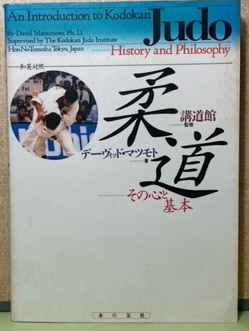 An Introduction to Kodokan
Judo
History and Philosophy
By David Matsumoto, Ph. D.
Supervised by The Kodokan Judo Institute
Hon-No-Tomosha Tokyo, Japan
和英対照
柔道
講道館
監修
デーヴィッド・マツモト
著
その心と基本
本の友社